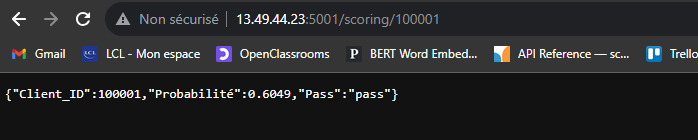 Non sécurisé | 13.49.44.23:5001/scoring/100001
Gmail LCL - Mon espace OpenClassrooms P BERT Word Embed... API Reference — sc... Trello
{"Client_ID":100001,"Probabilité":0.6049,"Pass":"pass"}